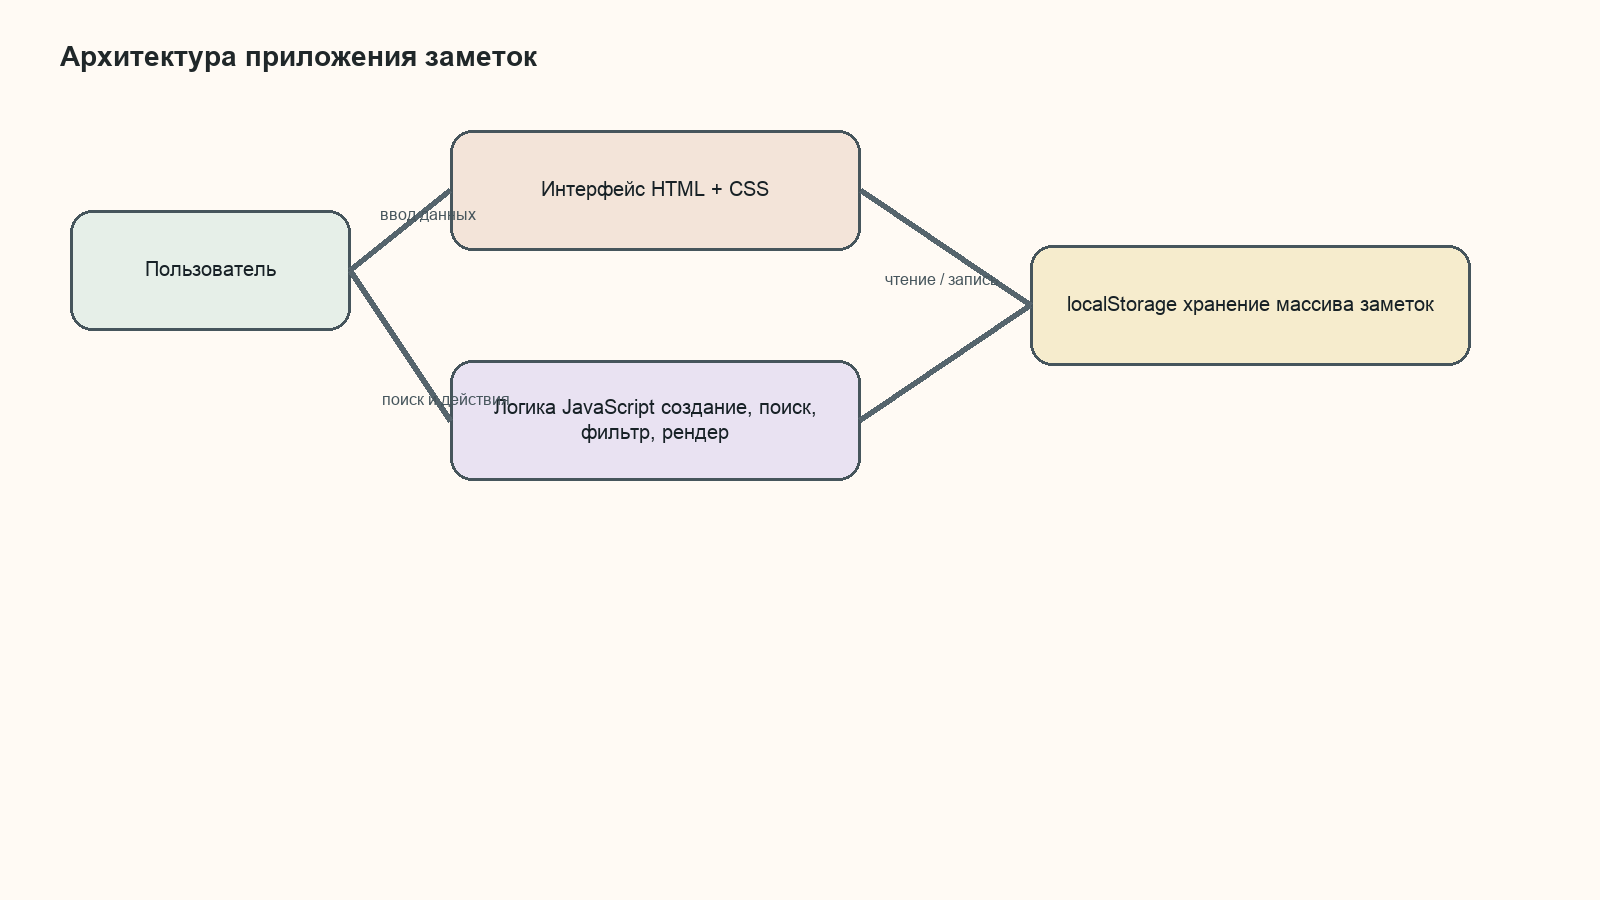 Архитектура приложения заметок
Интерфейс HTML + CSS
ввод данных
Пользователь
чтение / запись
localStorage хранение массива заметок
поиск и действия
Логика JavaScript создание, поиск,
фильтр, рендер